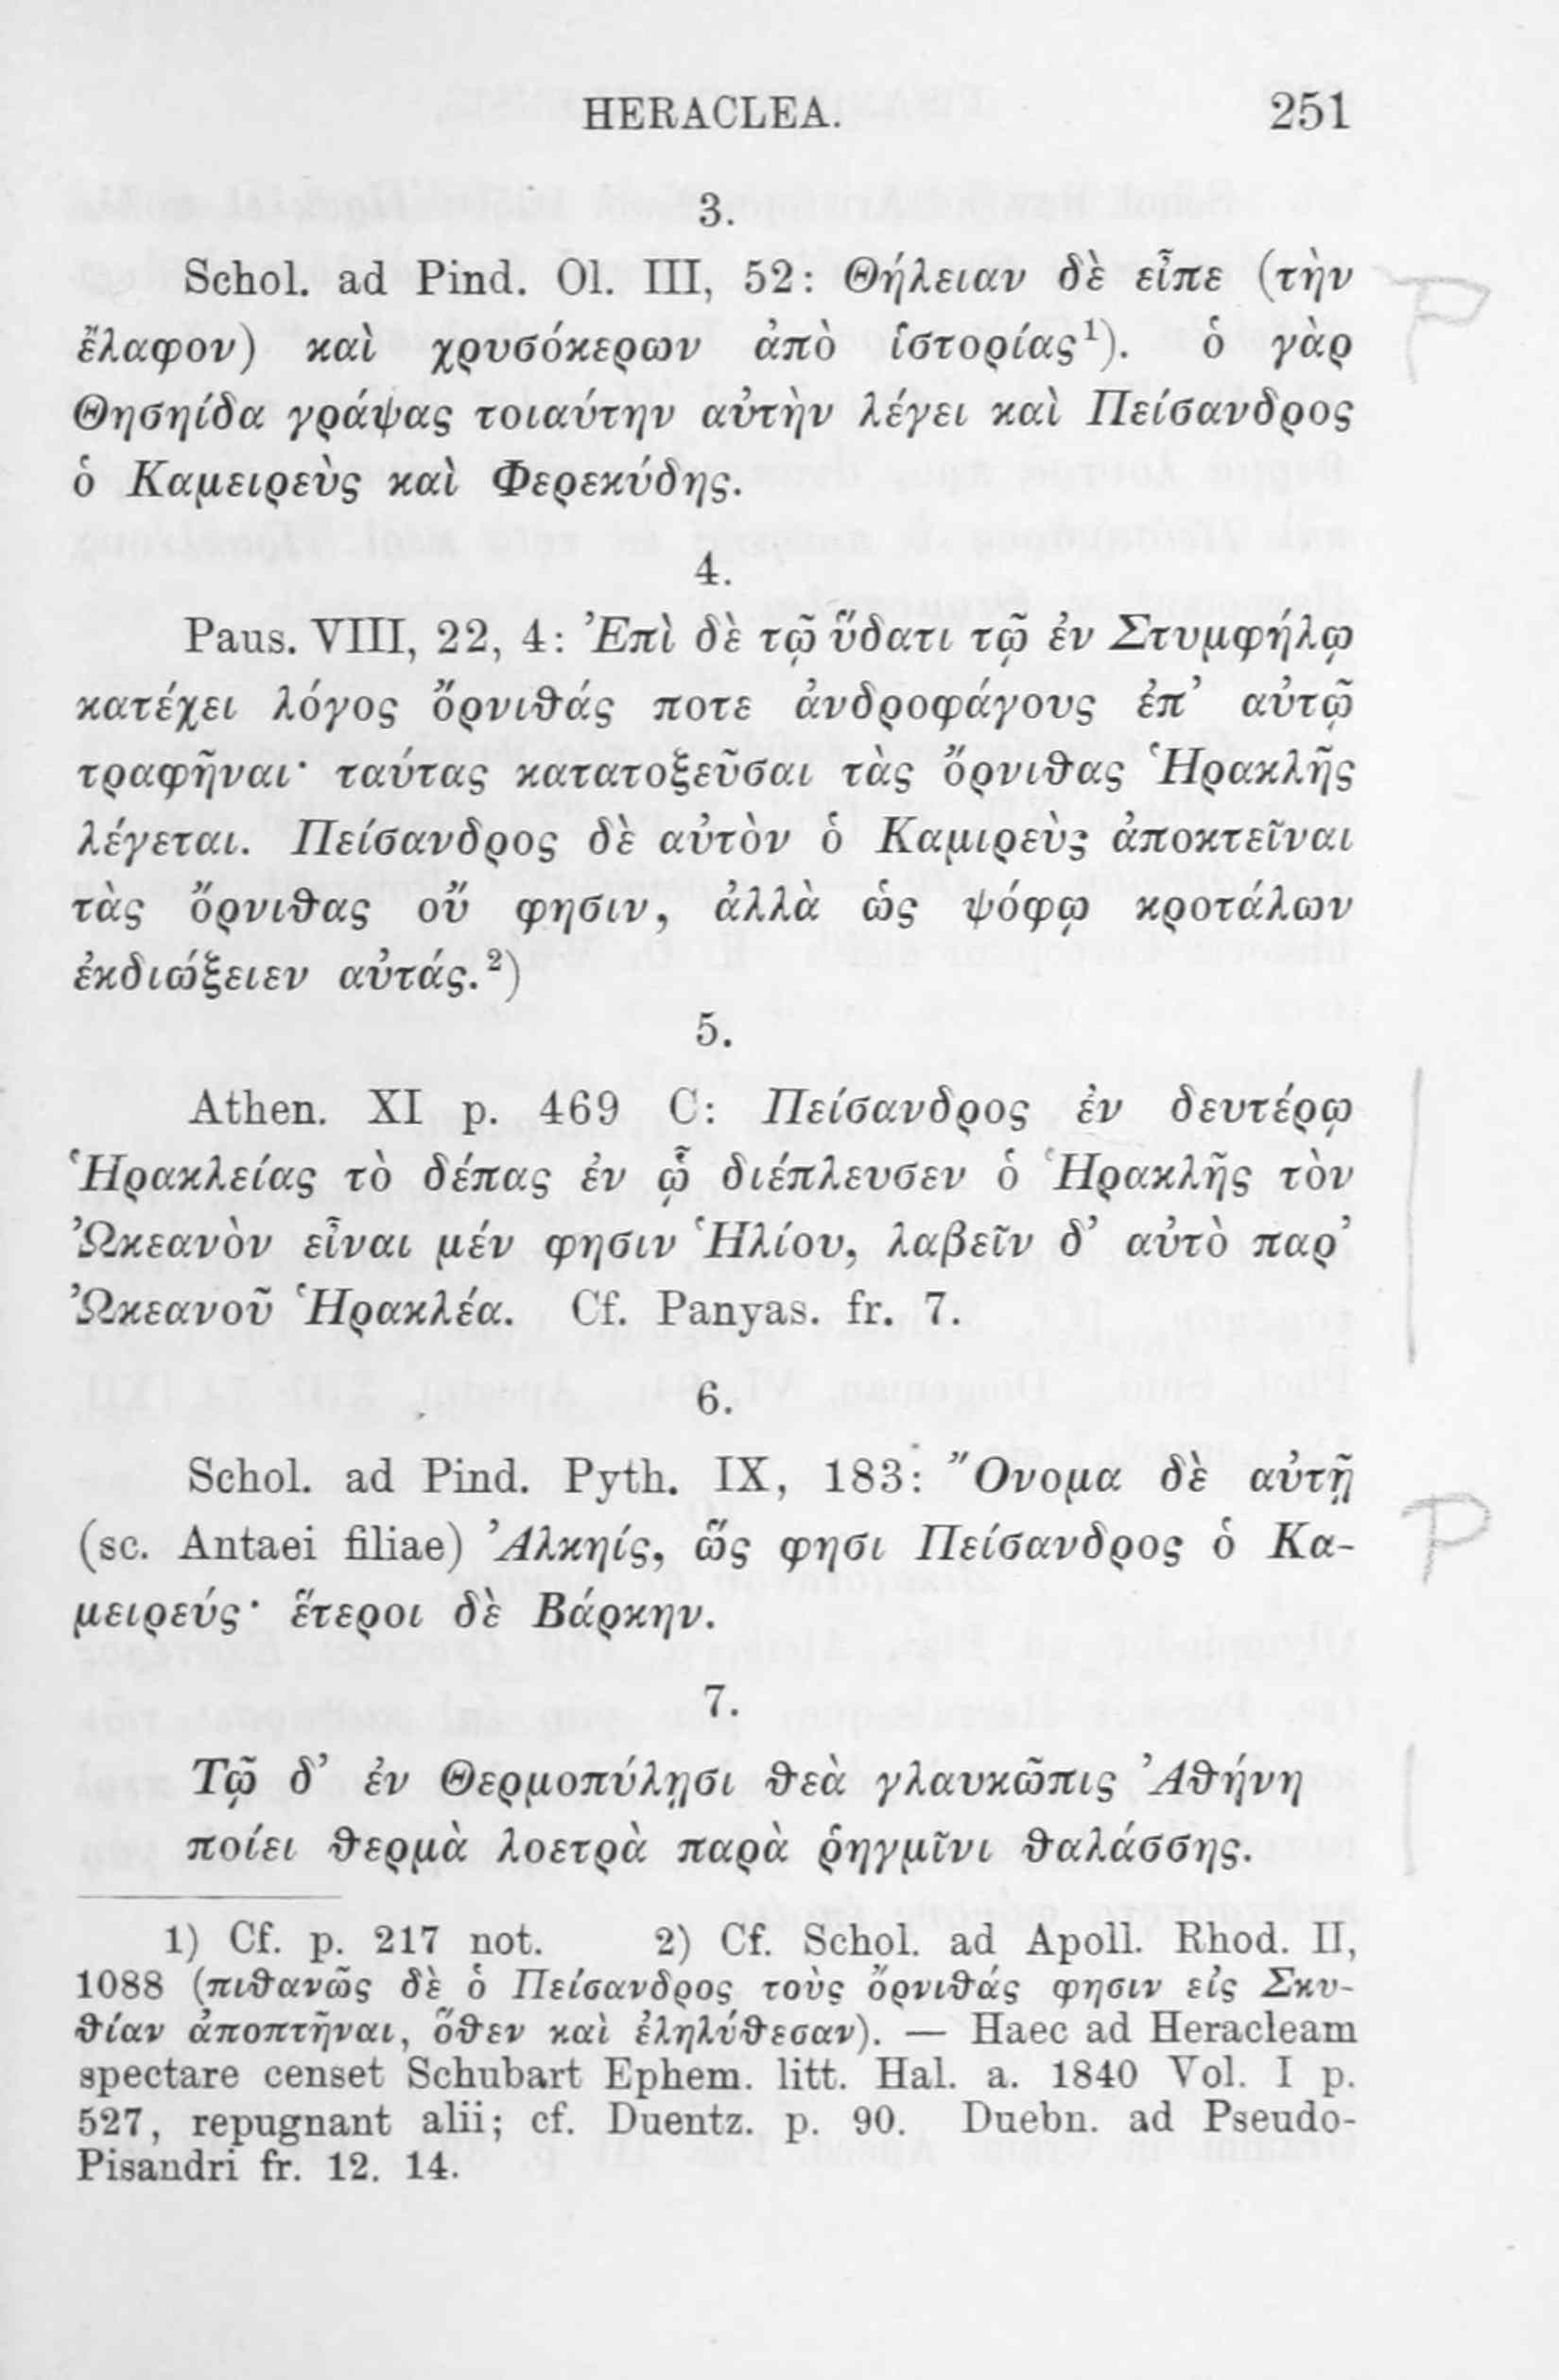 HERACLEA. 251
3.
Schol. ad Pind. Ol. III, 52: Θήλειαν δὲ εἶπε (τὴν
ἔλαφον) καὶ χρυσόκερων ἀπὸ ἱστορίας¹). ὁ γὰρ
Θησηίδα γράψας τοιαύτην αὐτὴν λέγει καὶ Πείσανδρος
ὁ Καμειρεὺς καὶ Φερεκύδης.
P
4.
Paus. VIII, 22, 4: Ἐπὶ δὲ τῷ ὕδατι τῷ ἐν Στυμφήλῳ
κατέχει λόγος ὄρνιθάς ποτε ἀνδροφάγους ἐπ’ αὐτῷ
τραφῆναι· ταύτας κατατοξεῦσαι τὰς ὄρνιθας Ἡρακλῆς
λέγεται. Πείσανδρος δὲ αὐτὸν ὁ Καμιρεὺς ἀποκτεῖναι
τὰς ὄρνιθας οὔ φησιν, ἀλλὰ ὡς ψόφῳ κροτάλων
ἐκδιώξειεν αὐτάς.²)
5.
Athen. XI p. 469 C: Πείσανδρος ἐν δευτέρῳ
Ἡρακλείας τὸ δέπας ἐν ᾧ διέπλευσεν ὁ Ἡρακλῆς τὸν
Ὠκεανὸν εἶναι μέν φησιν Ἡλίου, λαβεῖν δ’ αὐτὸ παρ’
Ὠκεανοῦ Ἡρακλέα. Cf. Panyas. fr. 7.
6.
Schol. ad Pind. Pyth. IX, 183: Ὄνομα δὲ αὐτῇ
(sc. Antaei filiae) Ἀλκηίς, ὥς φησι Πείσανδρος ὁ Κα-
μειρεύς· ἕτεροι δὲ Βάρκην.
P
7.
Τῷ δ’ ἐν Θερμοπύλῃσι θεὰ γλαυκῶπις Ἀθήνη
ποίει θερμὰ λοετρὰ παρὰ ῥηγμῖνι θαλάσσης.
1) Cf. p. 217 not. 2) Cf. Schol. ad Apoll. Rhod. II,
1088 (πιθανῶς δὲ ὁ Πείσανδρος τοὺς ὄρνιθάς φησιν εἰς Σκυ-
θίαν ἀποπτῆναι, ὅθεν καὶ ἐληλύθεσαν). — Haec ad Heracleam
spectare censet Schubart Ephem. litt. Hal. a. 1840 Vol. I p.
527, repugnant alii; cf. Duentz. p. 90. Duebn. ad Pseudo-
Pisandri fr. 12. 14.